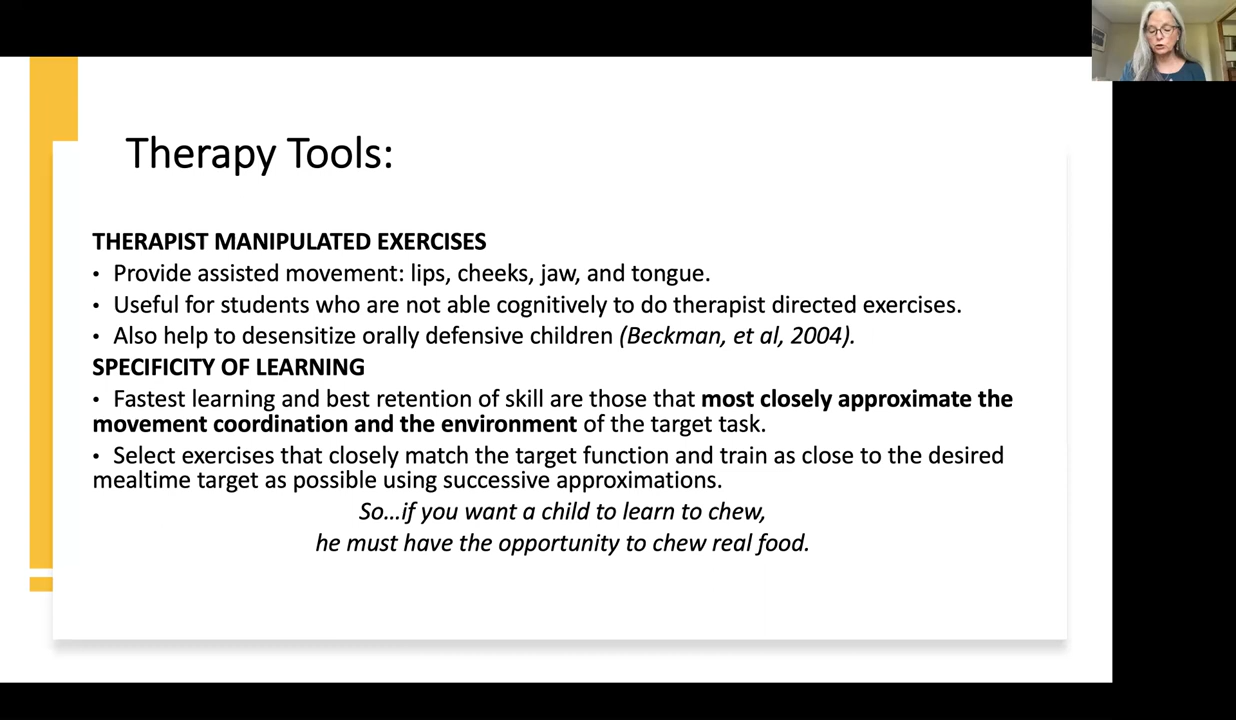 Therapy Tools:
THERAPIST MANIPULATED EXERCISES
• Provide assisted movement: lips, cheeks, jaw, and tongue.
• Useful for students who are not able cognitively to do therapist directed exercises.
• Also help to desensitize orally defensive children (Beckman, et al, 2004).
SPECIFICITY OF LEARNING
• Fastest learning and best retention of skill are those that most closely approximate the
movement coordination and the environment of the target task.
• Select exercises that closely match the target function and train as close to the desired
mealtime target as possible using successive approximations.
So...if you want a child to learn to chew,
he must have the opportunity to chew real food.